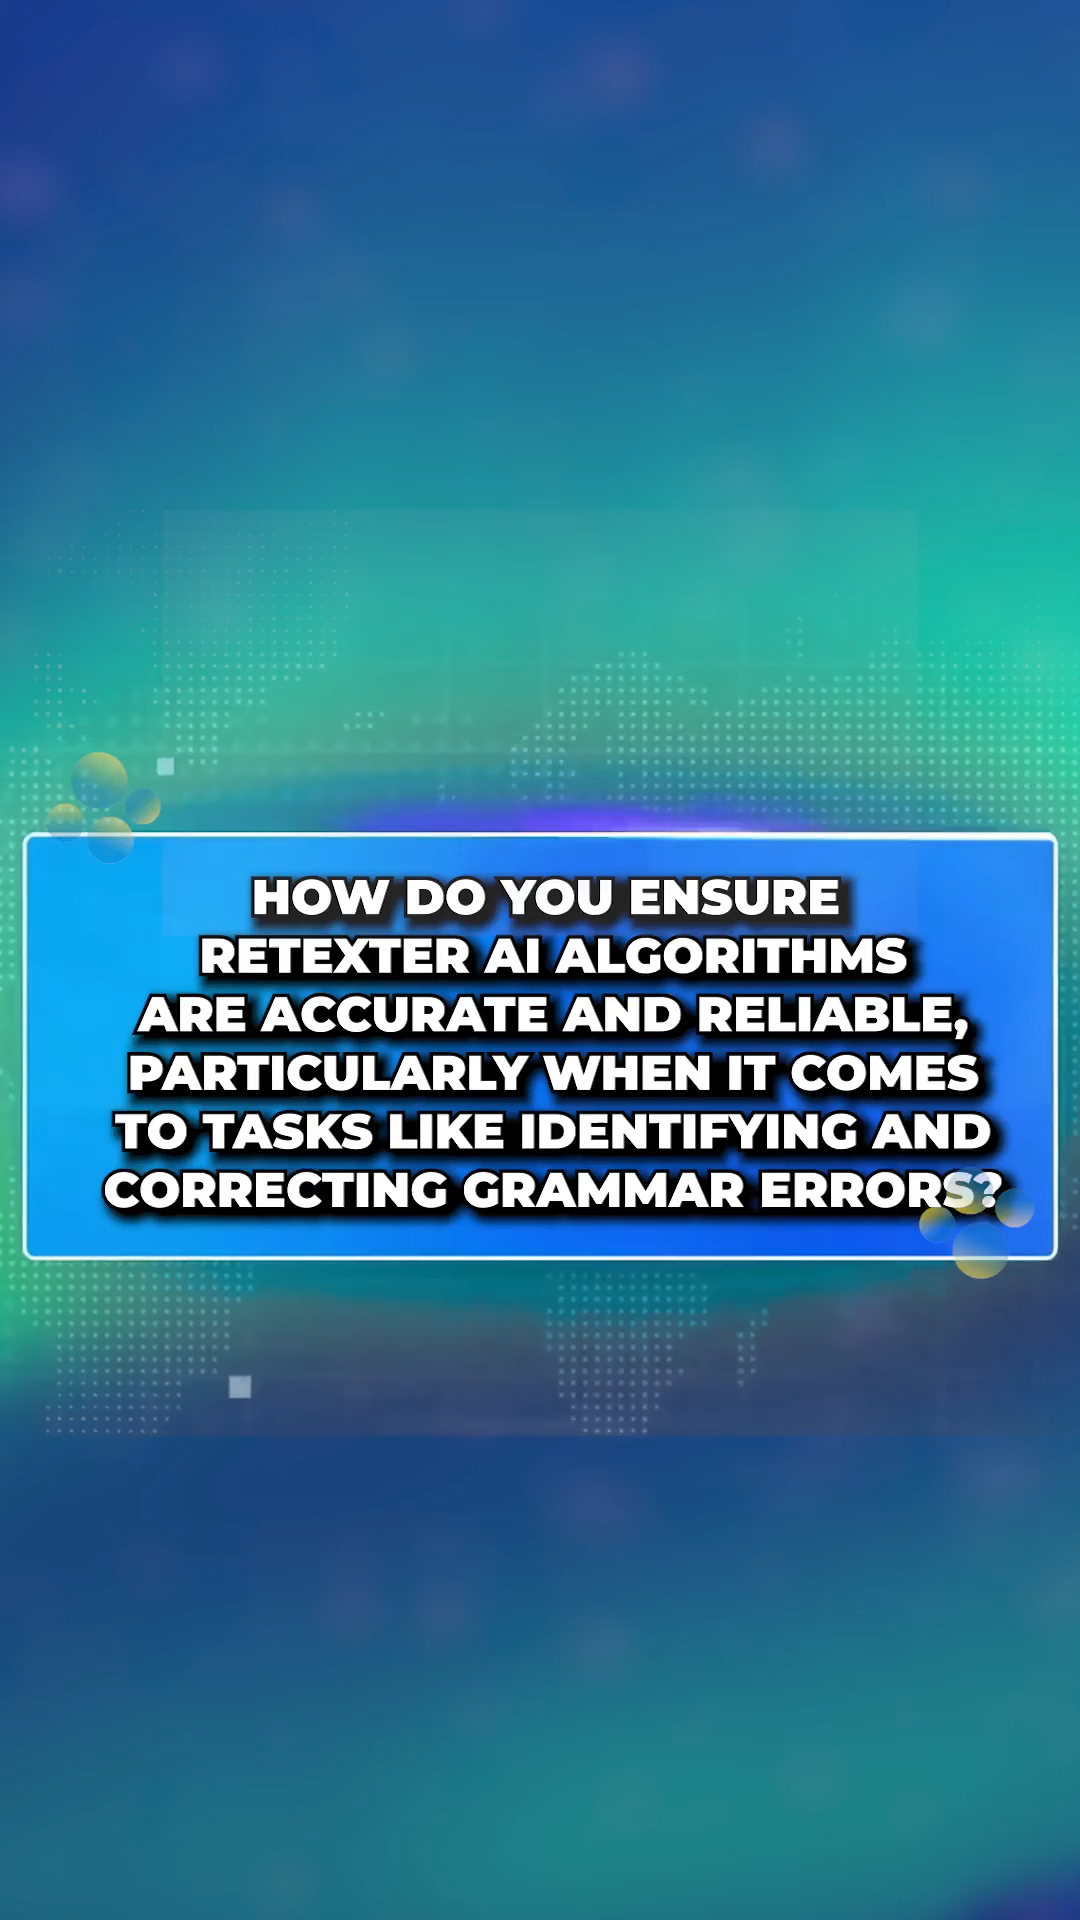 HOW DO YOU ENSURE
RETEXTER AI ALGORITHMS
ARE ACCURATE AND RELIABLE,
PARTICULARLY WHEN IT COMES
TO TASKS LIKE IDENTIFYING AND
CORRECTING GRAMMAR ERRORS?